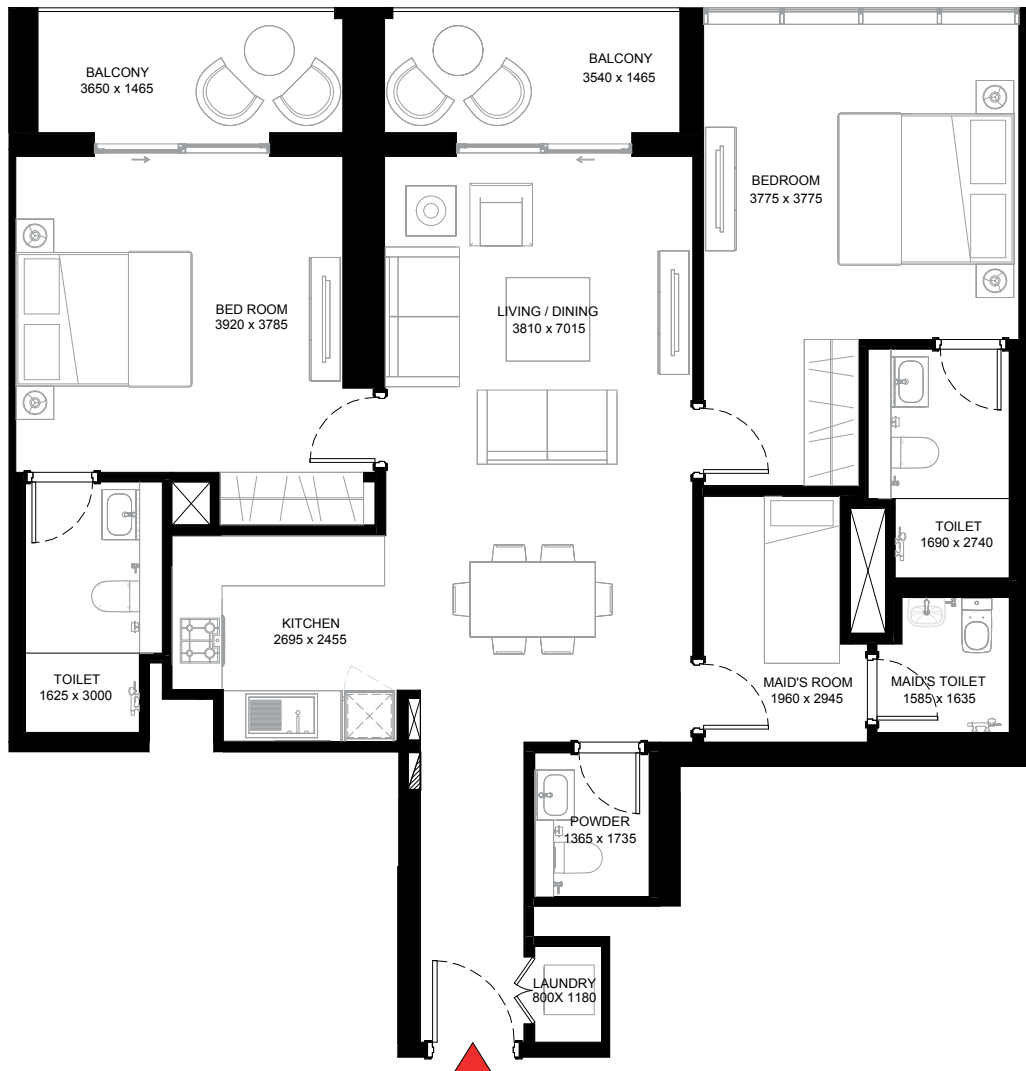 BALCONY
3650 x 1465
BALCONY
3540 x 1465
BEDROOM
3775 x 3775
BED ROOM
3920 x 3785
LIVING / DINING
3810 x 7015
TOILET
1690 x 2740
KITCHEN
2695 x 2455
TOILET
1625 x 3000
MAID'S ROOM
1960 x 2945
MAID'S TOILET
1585 x 1635
POWDER
1365 x 1735
LAUNDRY
800X 1180